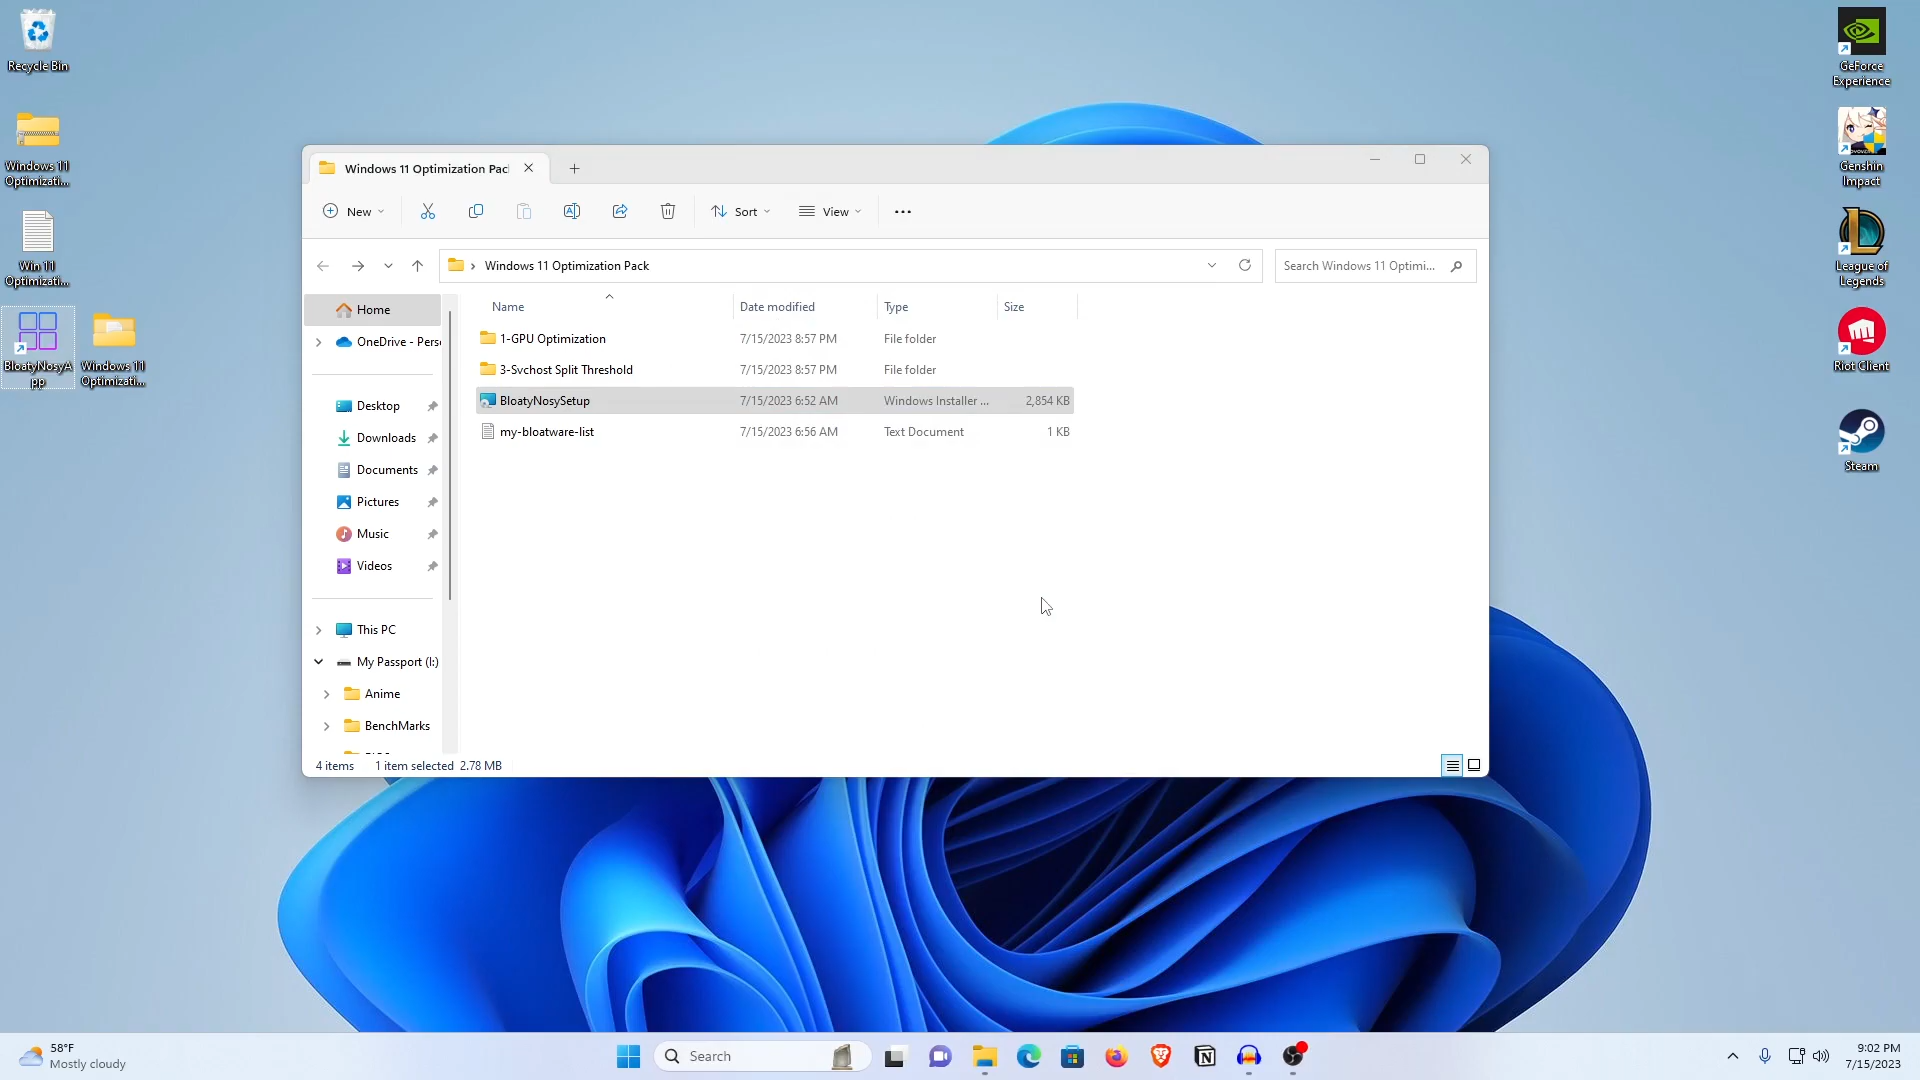 Recycle Bin
Windows 11
Optimizati...
Win 11
Optimizati...
BloatyNosyA
pp
Windows 11
Optimizati...
Windows 11 Optimization Pac
New
Sort
View
Windows 11 Optimization Pack
Search Windows 11 Optimi...
Home
OneDrive - Pers
Desktop
Downloads
Documents
Pictures
Music
Videos
This PC
My Passport (I:)
Anime
BenchMarks
Name Date modified Type Size
1-GPU Optimization 7/15/2023 8:57 PM File folder
3-Svchost Split Threshold 7/15/2023 8:57 PM File folder
BloatyNosySetup 7/15/2023 6:52 AM Windows Installer ... 2,854 KB
my-bloatware-list 7/15/2023 6:56 AM Text Document 1 KB
4 items 1 item selected 2.78 MB
GeForce
Experience
Genshin
Impact
League of
Legends
Riot Client
Steam
58°F
Mostly cloudy
Search
9:02 PM
7/15/2023